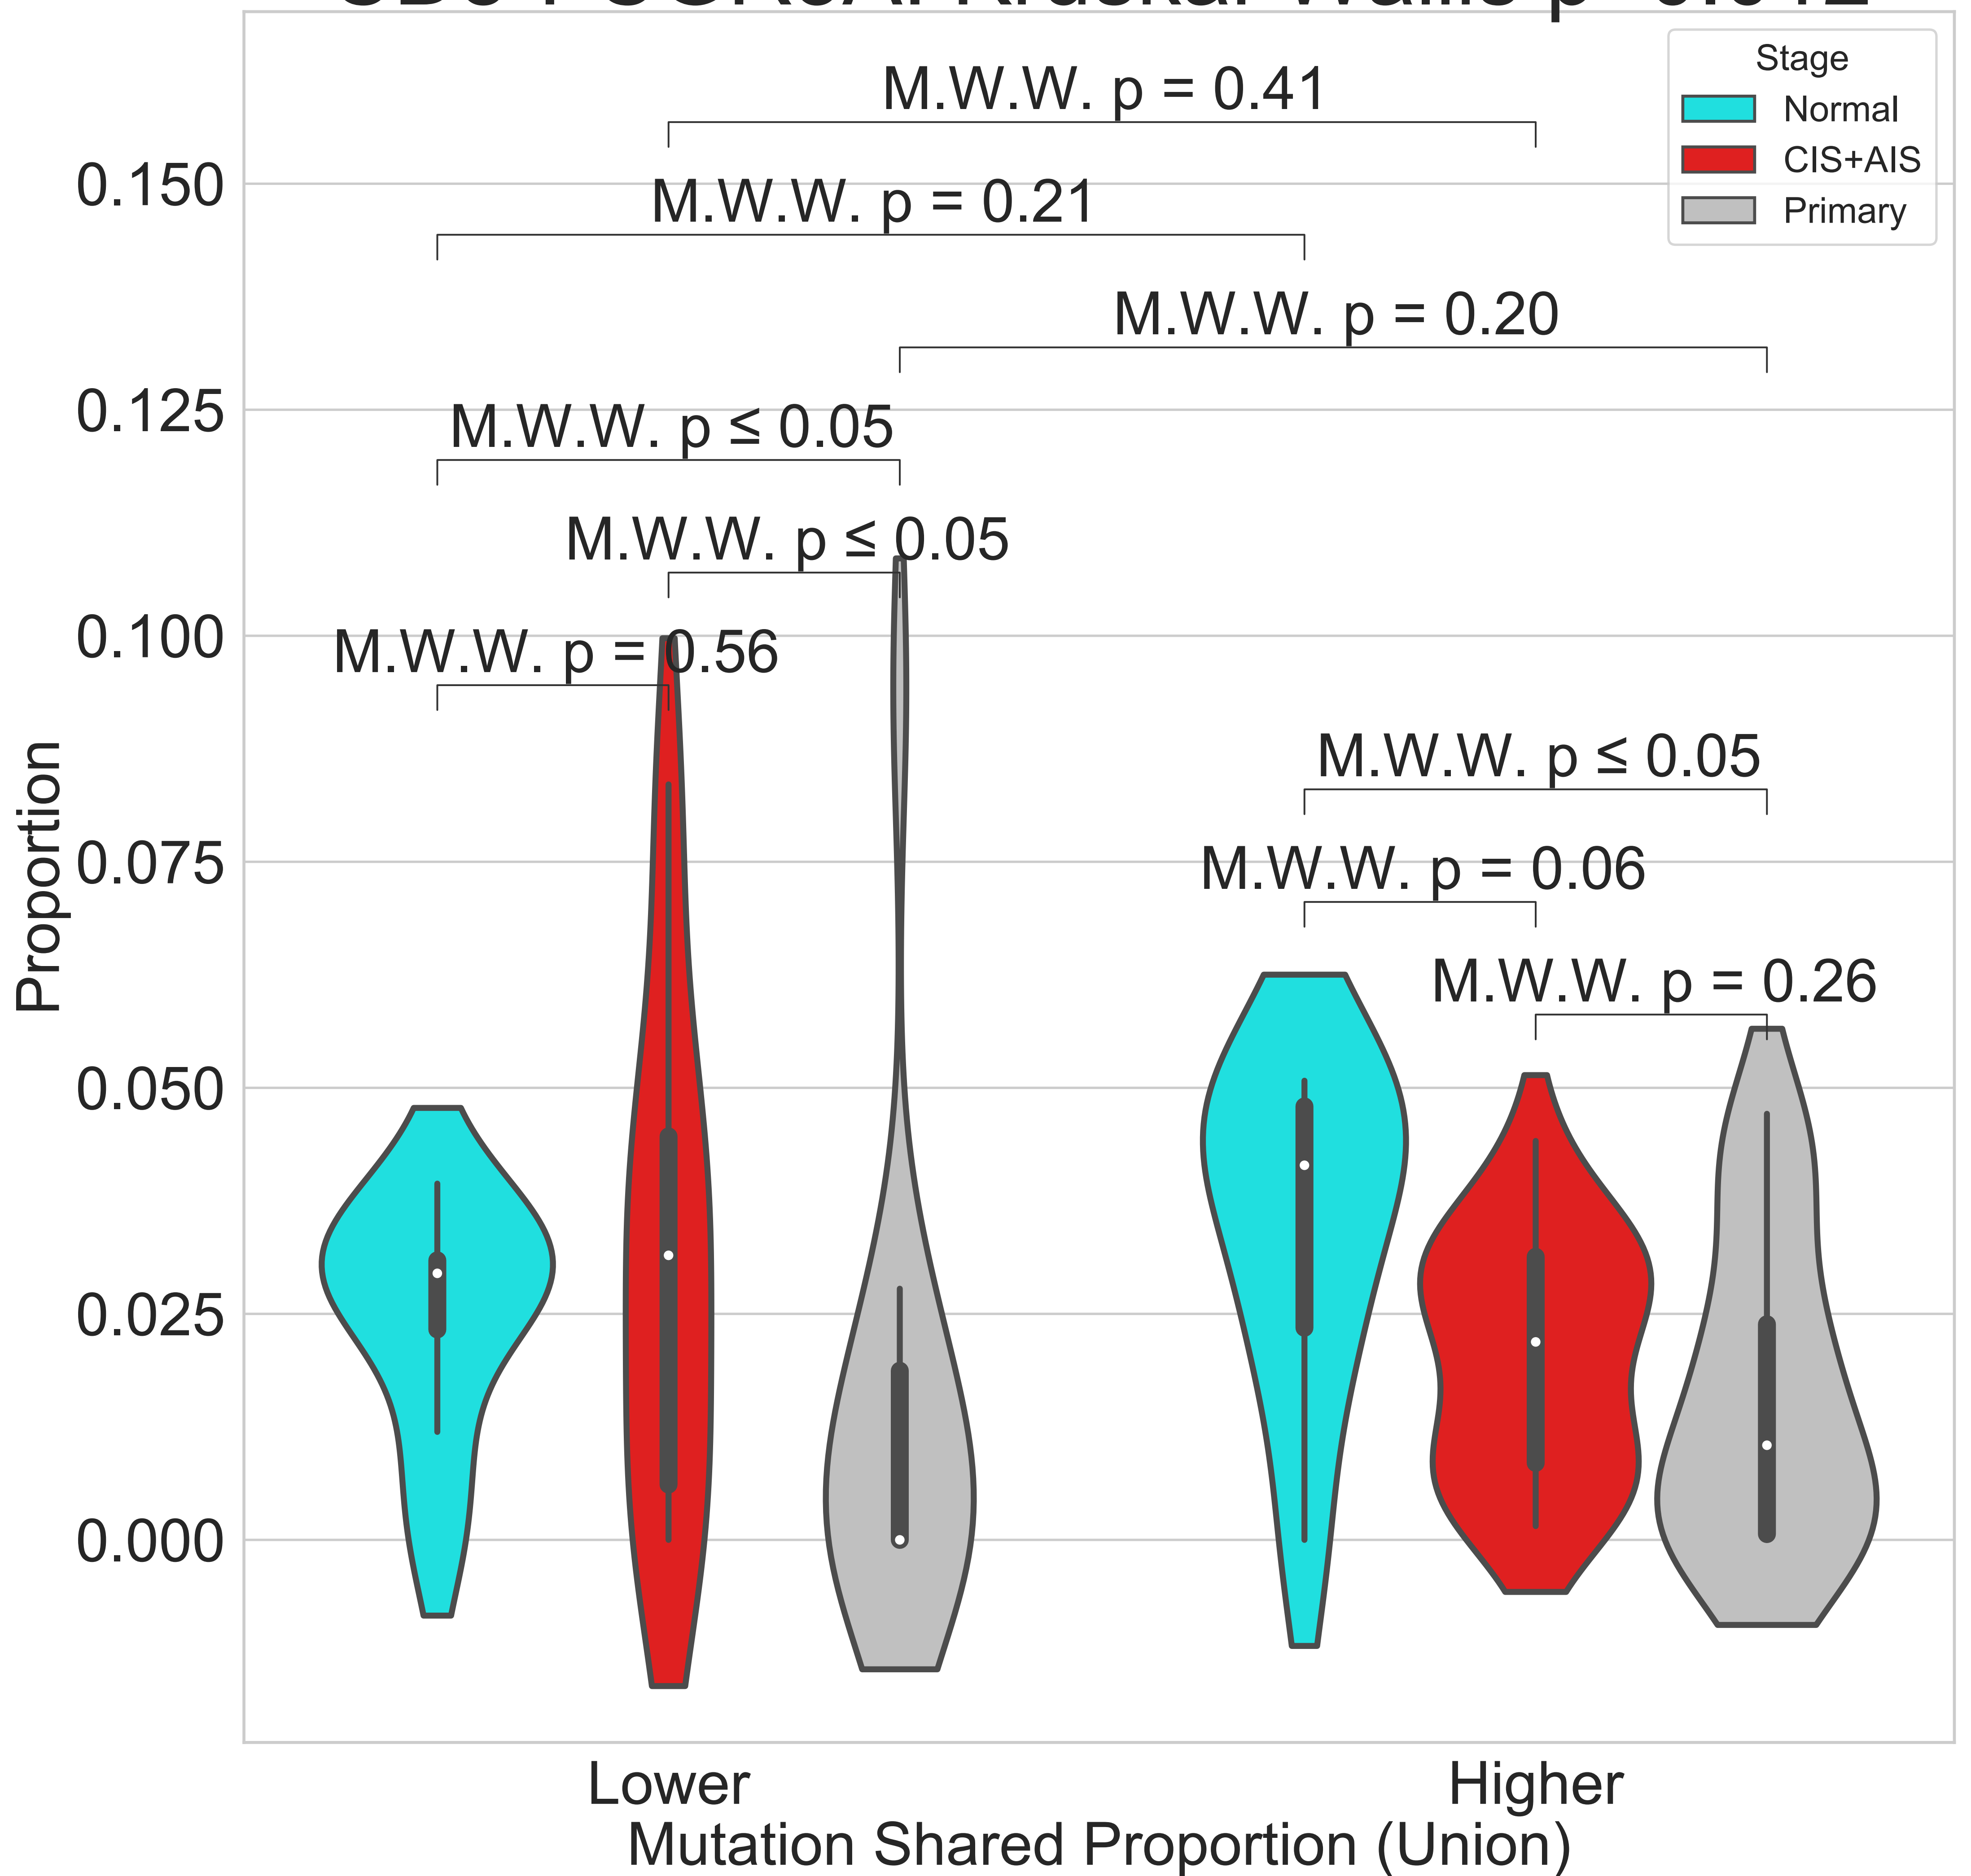 Stage
Normal
CIS+AIS
Primary
M.W.W. p = 0.41
M.W.W. p = 0.21
M.W.W. p = 0.20
M.W.W. p ≤ 0.05
M.W.W. p ≤ 0.05
M.W.W. p = 0.56
M.W.W. p ≤ 0.05
M.W.W. p = 0.06
M.W.W. p = 0.26
0.150
0.125
0.100
0.075
0.050
0.025
0.000
Proportion
Lower
Higher
Mutation Shared Proportion (Union)